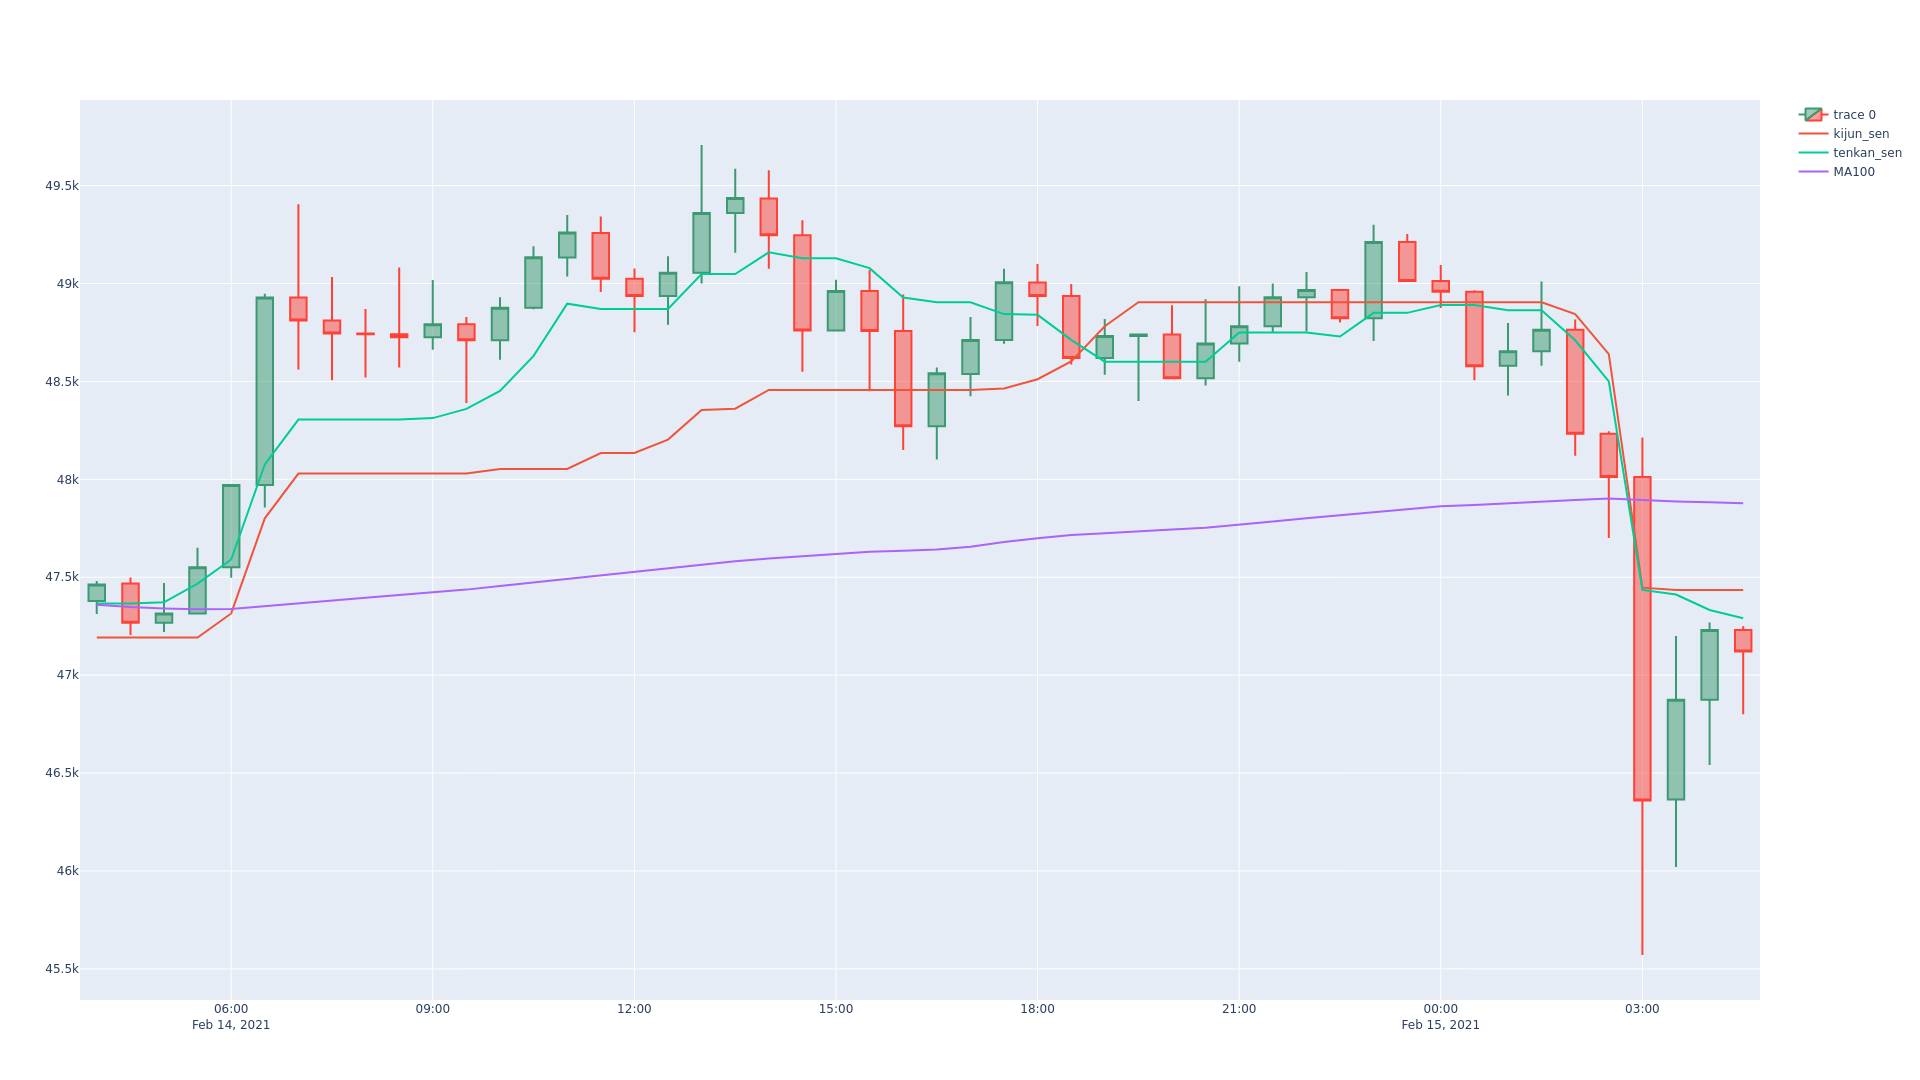 trace 0
kijun_sen
tenkan_sen
MA100
49.5k
49k
48.5k
48k
47.5k
47k
46.5k
46k
45.5k
06:00 09:00 12:00 15:00 18:00 21:00 00:00 03:00
Feb 14, 2021 Feb 15, 2021